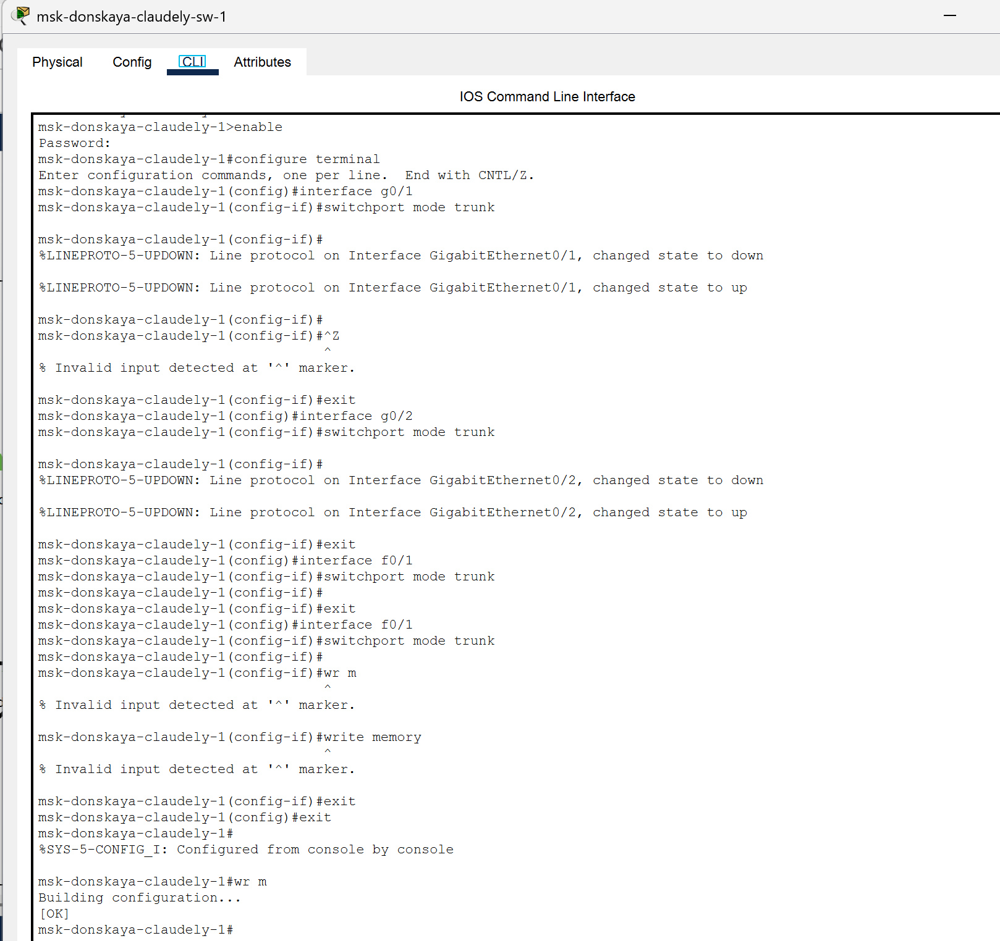 msk-donskaya-claudely-sw-1
Physical Config CLI Attributes
IOS Command Line Interface
msk-donskaya-claudely-1>enable
Password:
msk-donskaya-claudely-1#configure terminal
Enter configuration commands, one per line.  End with CNTL/Z.
msk-donskaya-claudely-1(config)#interface g0/1
msk-donskaya-claudely-1(config-if)#switchport mode trunk
msk-donskaya-claudely-1(config-if)#
%LINEPROTO-5-UPDOWN: Line protocol on Interface GigabitEthernet0/1, changed state to down
%LINEPROTO-5-UPDOWN: Line protocol on Interface GigabitEthernet0/1, changed state to up
msk-donskaya-claudely-1(config-if)#
msk-donskaya-claudely-1(config-if)#^Z
^
% Invalid input detected at '^' marker.
msk-donskaya-claudely-1(config-if)#exit
msk-donskaya-claudely-1(config)#interface g0/2
msk-donskaya-claudely-1(config-if)#switchport mode trunk
msk-donskaya-claudely-1(config-if)#
%LINEPROTO-5-UPDOWN: Line protocol on Interface GigabitEthernet0/2, changed state to down
%LINEPROTO-5-UPDOWN: Line protocol on Interface GigabitEthernet0/2, changed state to up
msk-donskaya-claudely-1(config-if)#exit
msk-donskaya-claudely-1(config)#interface f0/1
msk-donskaya-claudely-1(config-if)#switchport mode trunk
msk-donskaya-claudely-1(config-if)#
msk-donskaya-claudely-1(config-if)#exit
msk-donskaya-claudely-1(config)#interface f0/1
msk-donskaya-claudely-1(config-if)#switchport mode trunk
msk-donskaya-claudely-1(config-if)#
msk-donskaya-claudely-1(config-if)#wr m
^
% Invalid input detected at '^' marker.
msk-donskaya-claudely-1(config-if)#write memory
^
% Invalid input detected at '^' marker.
msk-donskaya-claudely-1(config-if)#exit
msk-donskaya-claudely-1(config)#exit
msk-donskaya-claudely-1#
%SYS-5-CONFIG_I: Configured from console by console
msk-donskaya-claudely-1#wr m
Building configuration...
[OK]
msk-donskaya-claudely-1#